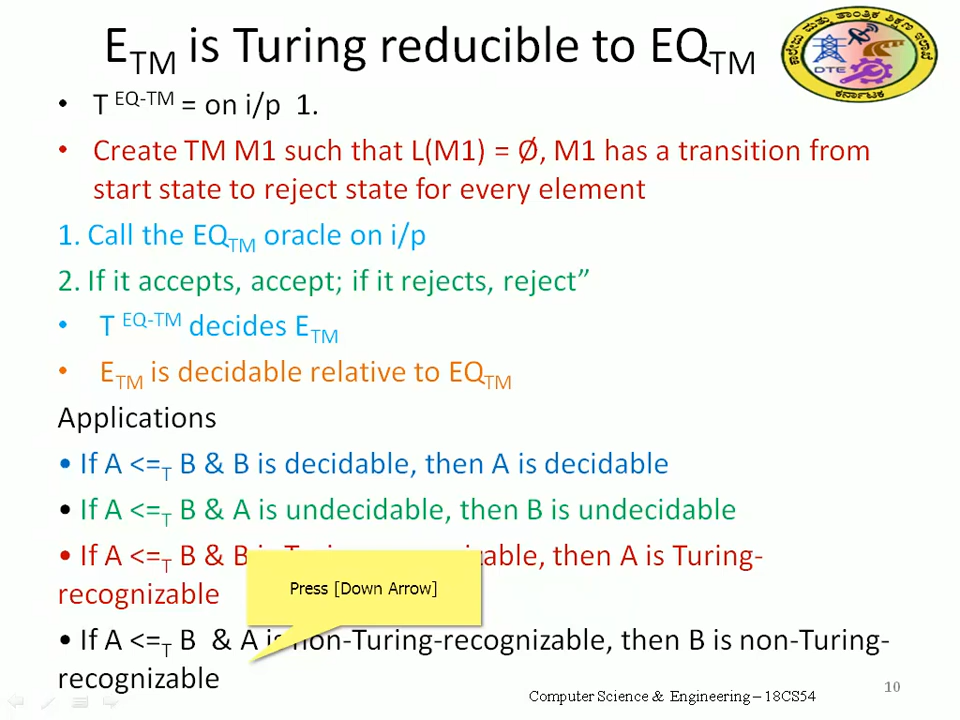 E_TM is Turing reducible to EQ_TM
• T ^EQ-TM = on i/p 1.
• Create TM M1 such that L(M1) = Ø, M1 has a transition from
start state to reject state for every element
1. Call the EQ_TM oracle on i/p
2. If it accepts, accept; if it rejects, reject”
• T ^EQ-TM decides E_TM
• E_TM is decidable relative to EQ_TM
Applications
• If A <=_T B & B is decidable, then A is decidable
• If A <=_T B & A is undecidable, then B is undecidable
• If A <=_T B & B able, then A is Turing-
recognizable
Press [Down Arrow]
• If A <=_T B & A is non-Turing-recognizable, then B is non-Turing-
recognizable
Computer Science & Engineering – 18CS54
10
DTE
ಕರ್ನಾಟಕ